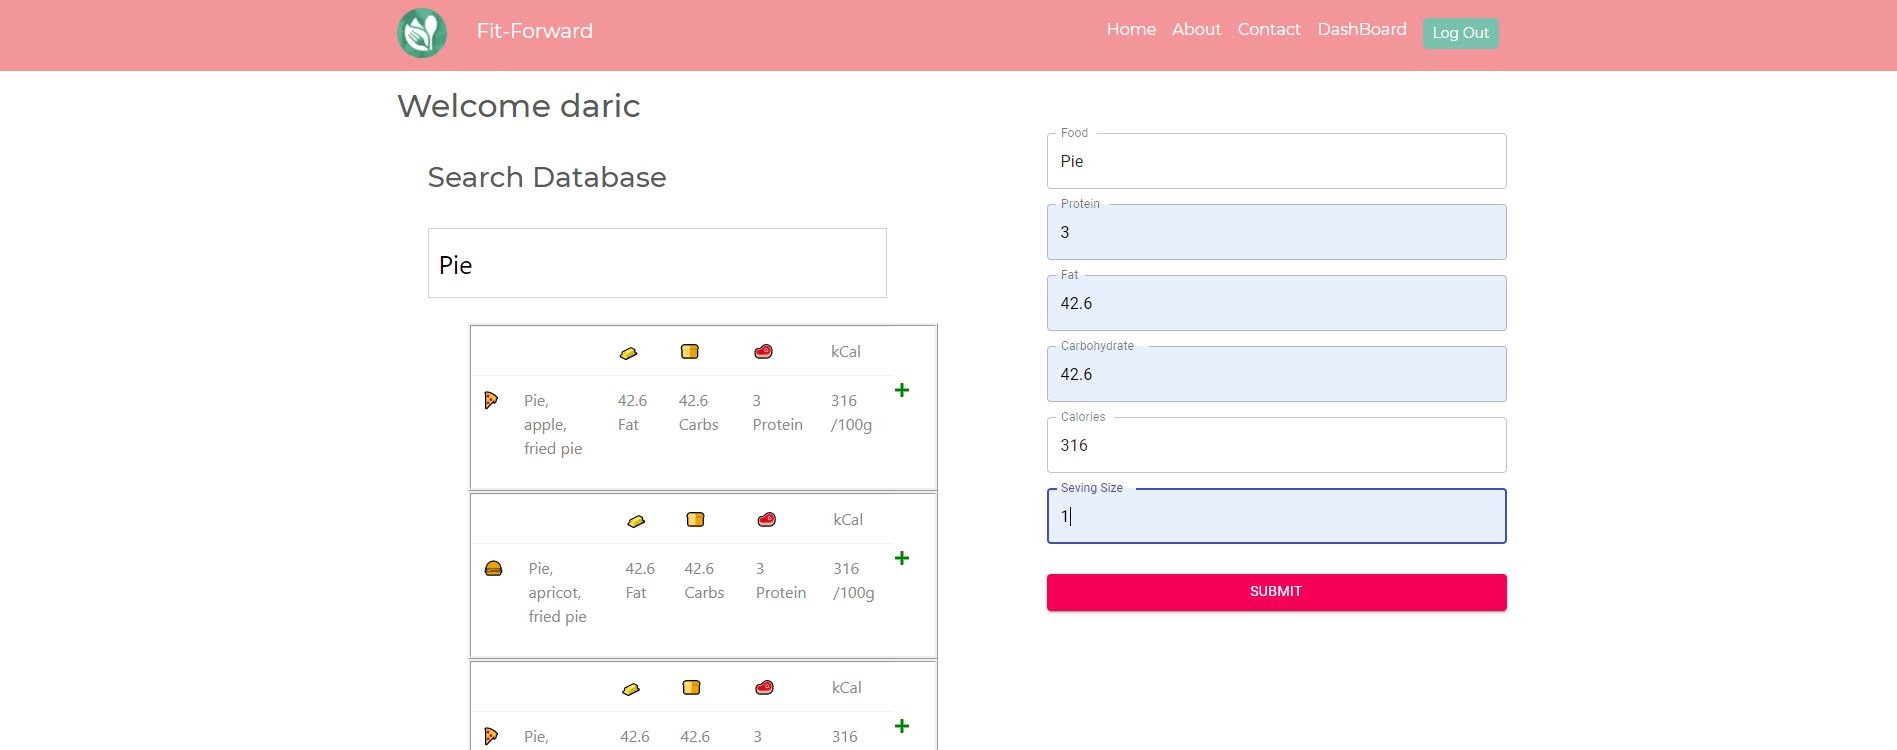 Fit-Forward
Home About Contact DashBoard Log Out
Welcome daric
Search Database
Pie
kCal
Pie, 42.6 42.6 3 316
apple, Fat Carbs Protein /100g
fried pie
kCal
Pie, 42.6 42.6 3 316
apricot, Fat Carbs Protein /100g
fried pie
kCal
Pie, 42.6 42.6 3 316
Food
Pie
Protein
3
Fat
42.6
Carbohydrate
42.6
Calories
316
Seving Size
1
SUBMIT